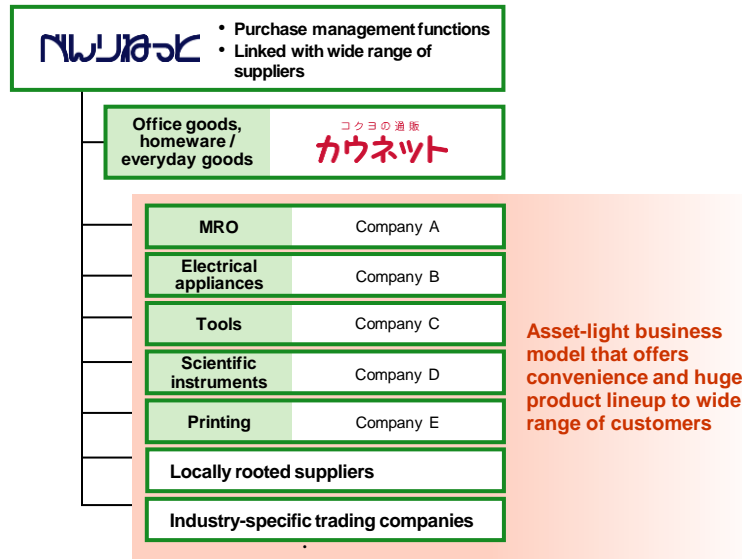 べんりねっと
• Purchase management functions
• Linked with wide range of
suppliers
Office goods,
homeware /
everyday goods
コクヨの通販
カウネット
MRO
Company A
Electrical
appliances
Company B
Tools
Company C
Scientific
instruments
Company D
Printing
Company E
Locally rooted suppliers
Industry-specific trading companies
Asset-light business
model that offers
convenience and huge
product lineup to wide
range of customers